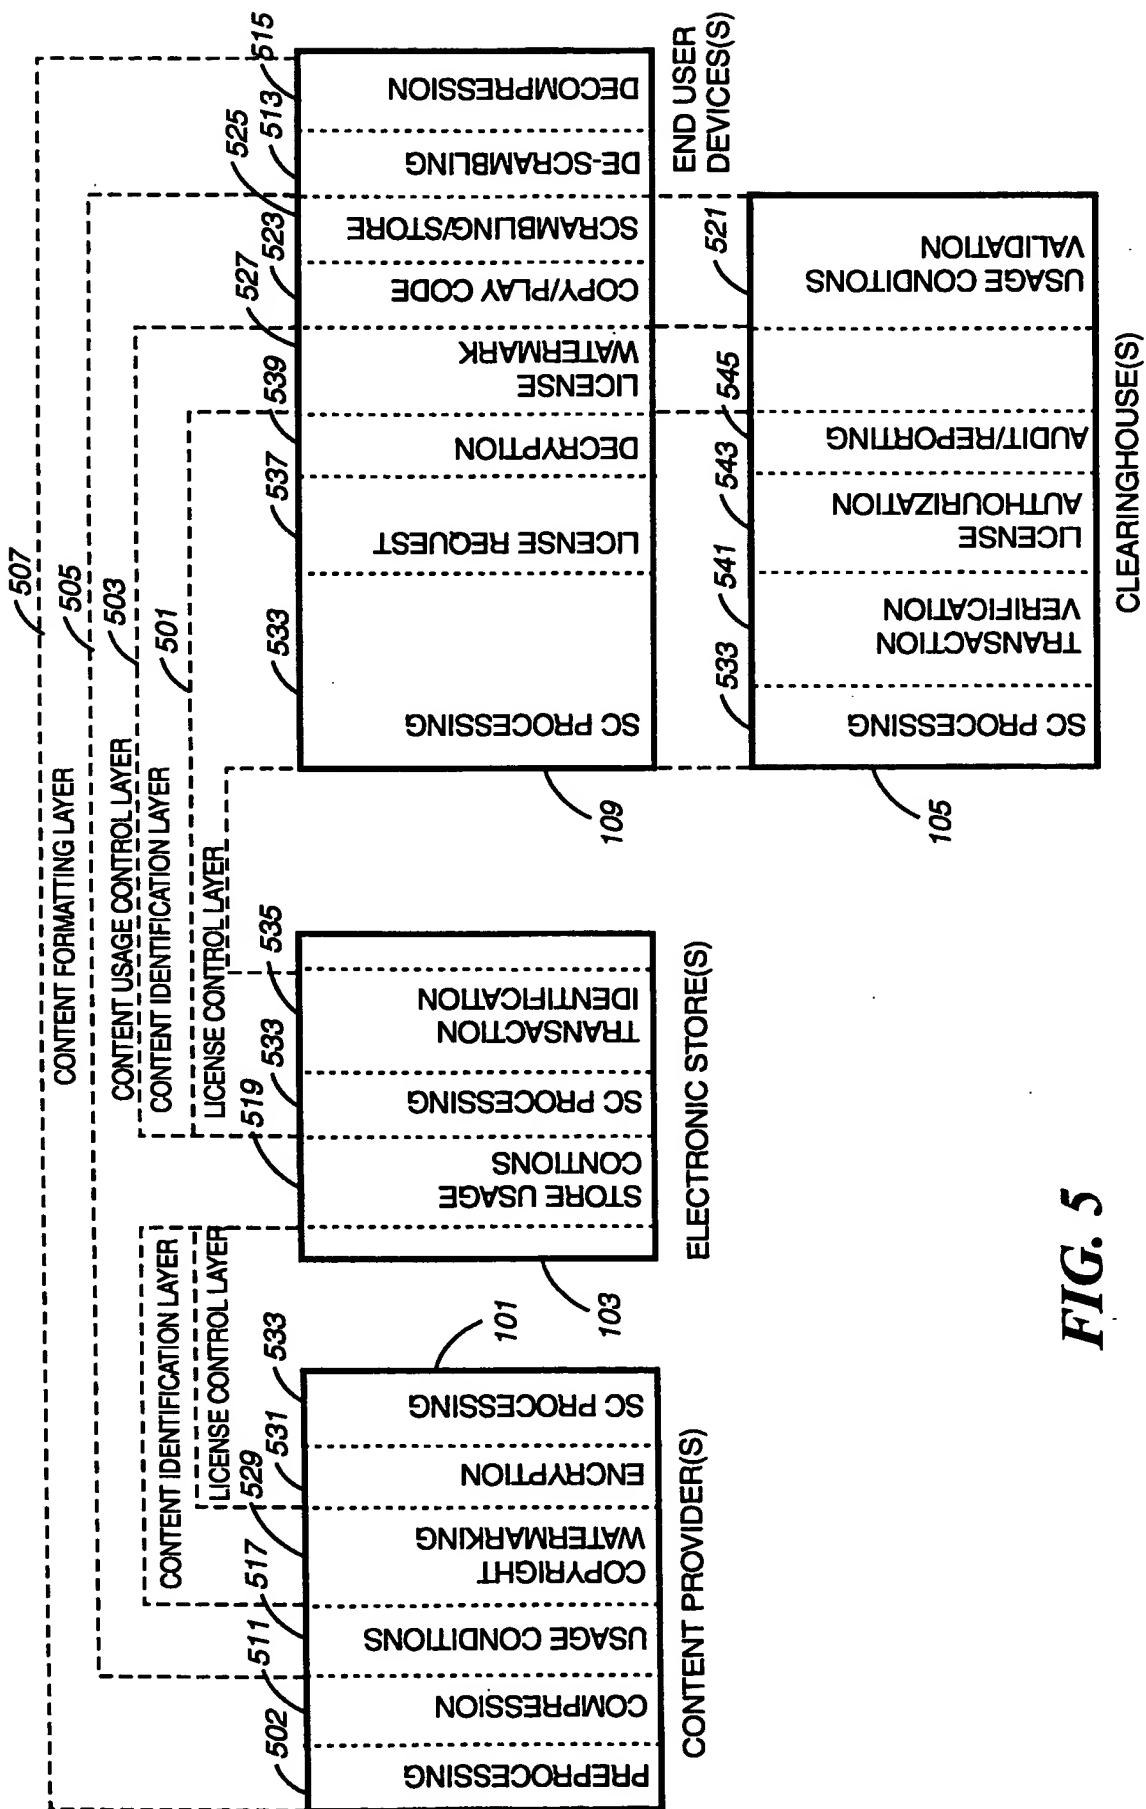 507
CONTENT FORMATTING LAYER
505
CONTENT USAGE CONTROL LAYER
503
CONTENT IDENTIFICATION LAYER
501
LICENSE CONTROL LAYER
CONTENT IDENTIFICATION LAYER
LICENSE CONTROL LAYER
502
511
517
529
531
533
PREPROCESSING
COMPRESSION
USAGE CONDITIONS
COPYRIGHT
WATERMARKING
ENCRYPTION
SC PROCESSING
101
CONTENT PROVIDER(S)
519
533
535
STORE USAGE
CONTIONS
SC PROCESSING
TRANSACTION
IDENTIFICATION
103
ELECTRONIC STORE(S)
533
537
539
527
523
525
513
515
SC PROCESSING
LICENSE REQUEST
DECRYPTION
LICENSE
WATERMARK
COPY/PLAY CODE
SCRAMBLING/STORE
DE-SCRAMBLING
DECOMPRESSION
109
END USER
DEVICES(S)
533
541
543
545
521
SC PROCESSING
TRANSACTION
VERIFICATION
LICENSE
AUTHOURIZATION
AUDIT/REPORTING
USAGE CONDITONS
VALIDATION
105
CLEARINGHOUSE(S)
FIG. 5